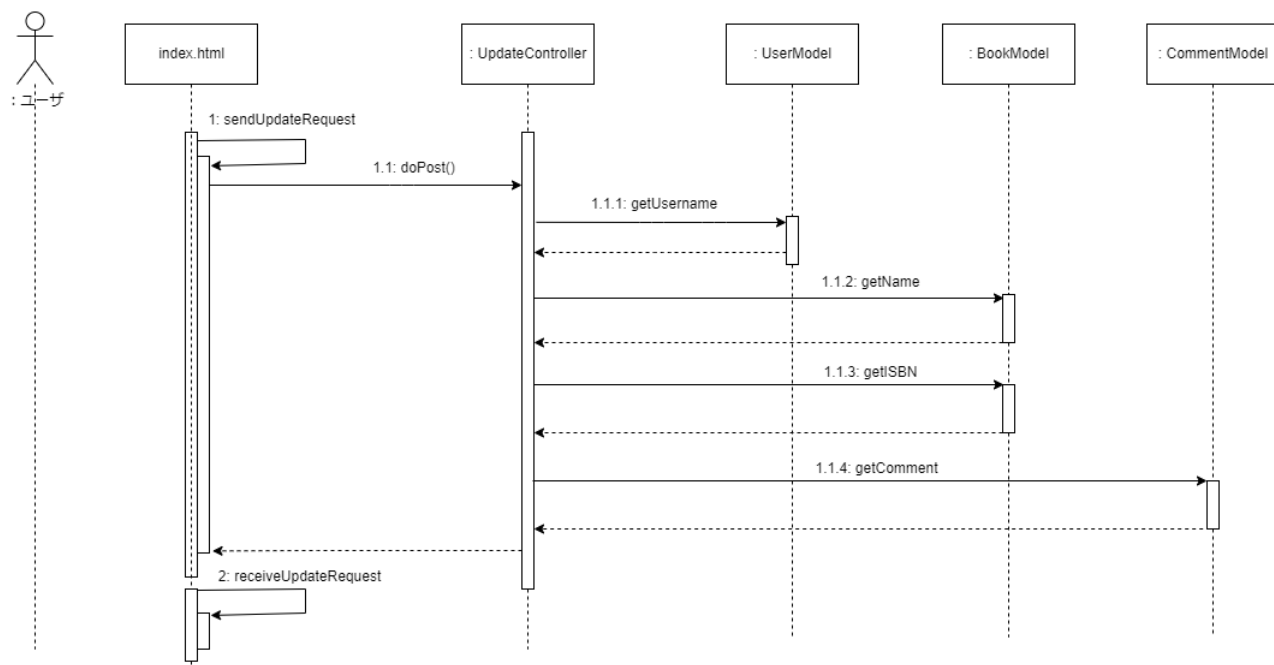 : ユーザ
index.html
: UpdateController
: UserModel
: BookModel
: CommentModel
1: sendUpdateRequest
1.1: doPost()
1.1.1: getUsername
1.1.2: getName
1.1.3: getISBN
1.1.4: getComment
2: receiveUpdateRequest